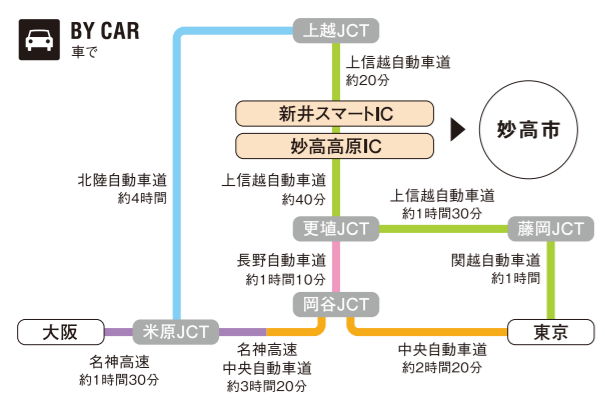 BY CAR
車で
上越JCT
上信越自動車道
約20分
新井スマートIC
妙高高原IC
妙高市
北陸自動車道
約4時間
上信越自動車道
約40分
上信越自動車道
約1時間30分
更埴JCT
藤岡JCT
長野自動車道
約1時間10分
関越自動車道
約1時間
岡谷JCT
大阪
米原JCT
東京
名神高速
約1時間30分
名神高速
中央自動車道
約3時間20分
中央自動車道
約2時間20分